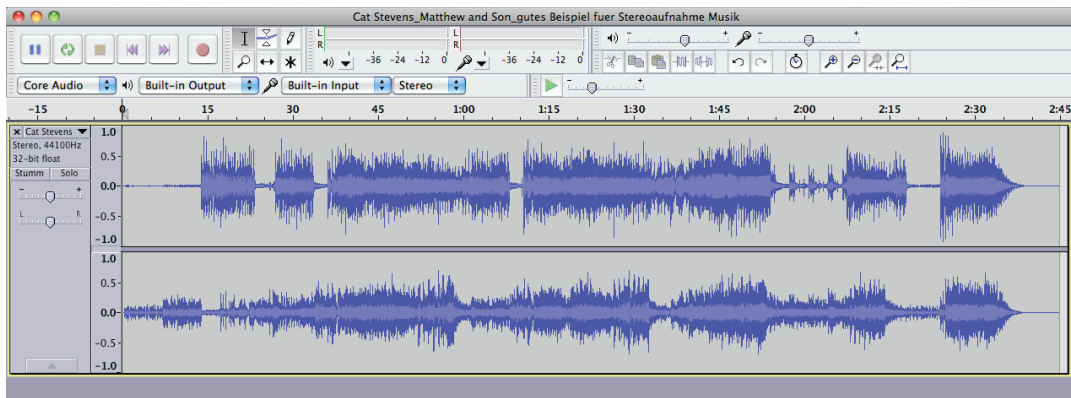 Cat Stevens_Matthew and Son_gutes Beispiel fuer Stereoaufnahme Musik
L
R
-36 -24 -12 0
L
R
-36 -24 -12 0
- +
- +
Core Audio
Built-in Output
Built-in Input
Stereo
- +
-15 0 15 30 45 1:00 1:15 1:30 1:45 2:00 2:15 2:30 2:45
Cat Stevens
Stereo, 44100Hz
32-bit float
Stumm Solo
- +
L R
1.0
0.5-
0.0-
-0.5-
-1.0
1.0
0.5-
0.0-
-0.5-
-1.0